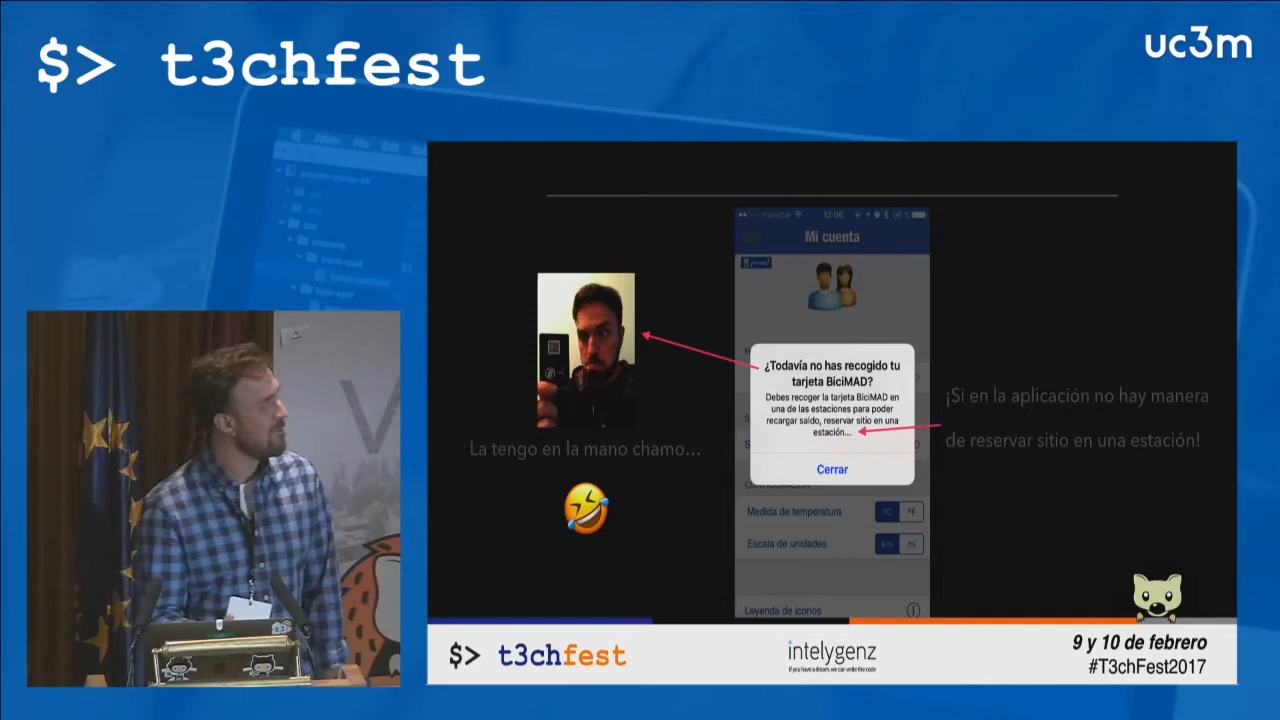 $> t3chfest
uc3m
movistar
12:06
98 %
Mi cuenta
¿Todavía no has recogido tu
tarjeta BiciMAD?
Debes recoger la tarjeta BiciMAD en
una de las estaciones para poder
recargar saldo, reservar sitio en una
estación...
Cerrar
Medida de temperatura
ºC
ºF
Escala de unidades
km
mi
Leyenda de iconos
La tengo en la mano chamo...
¡Si en la aplicación no hay manera
de reservar sitio en una estación!
$> t3chfest
intelygenz
If you have a dream, we can write the code
9 y 10 de febrero
#T3chFest2017